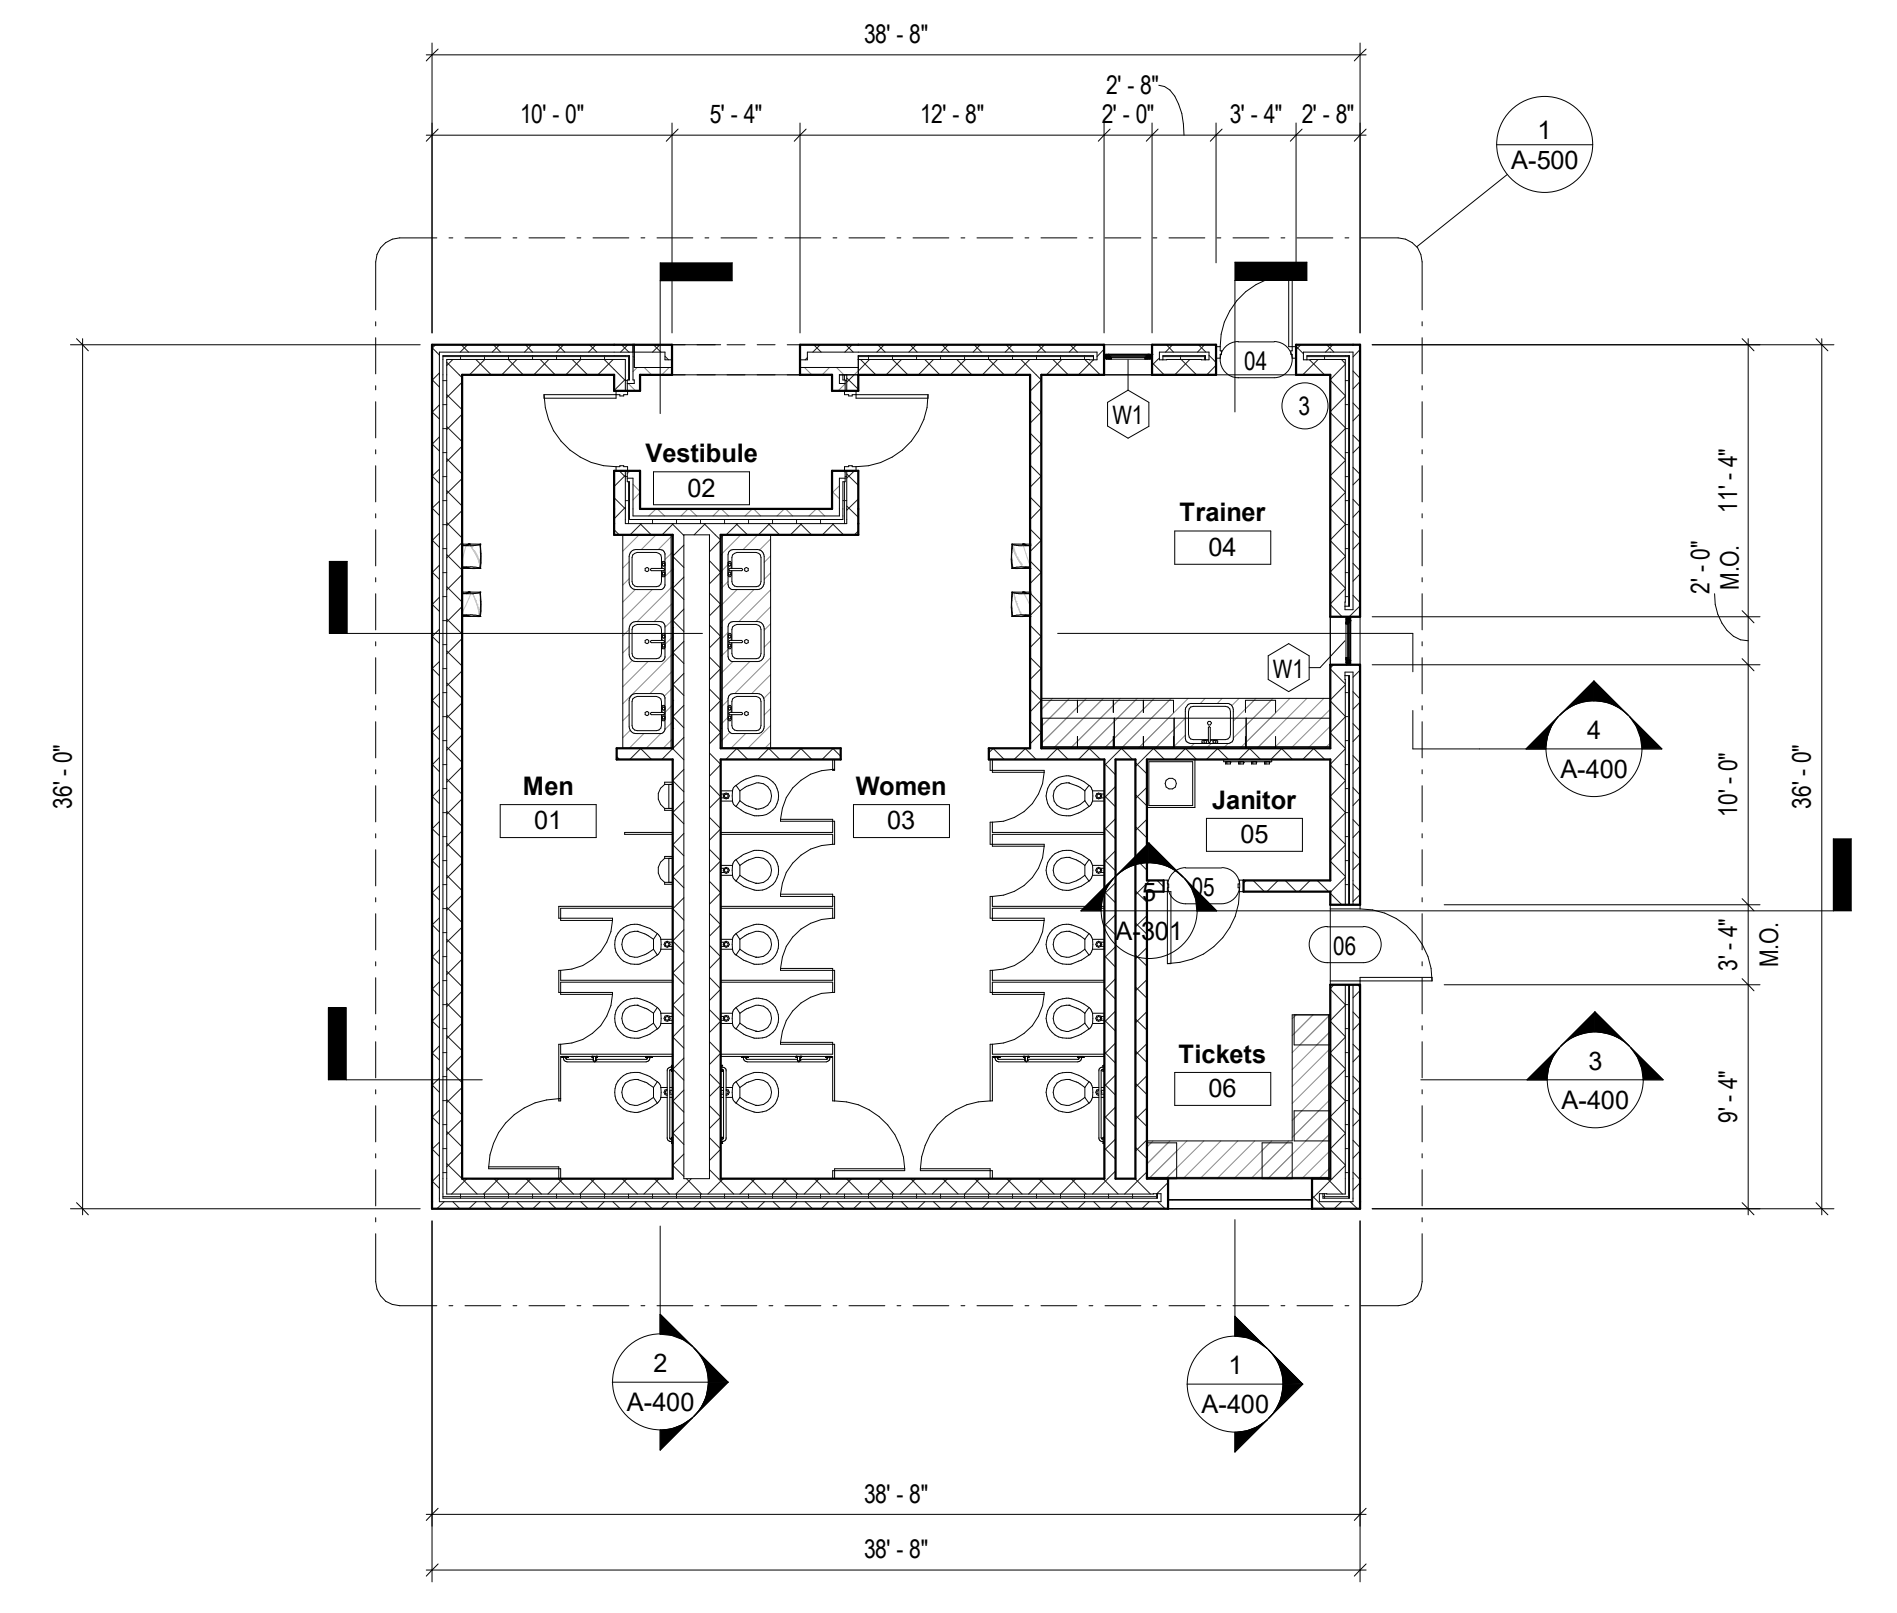 38' - 8"
2' - 8"
10' - 0"
5' - 4"
12' - 8"
2' - 0"
3' - 4"
2' - 8"
1
A-500
04
3
W1
Vestibule
02
Trainer
04
11' - 4"
2' - 0"
M.O.
W1
4
A-400
36' - 0"
10' - 0"
36' - 0"
Men
01
Women
03
Janitor
05
05
5
A-301
06
3' - 4"
M.O.
Tickets
06
3
A-400
9' - 4"
2
A-400
1
A-400
38' - 8"
38' - 8"